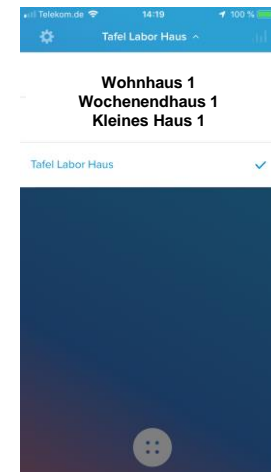 Telekom.de 14:19 100 %
Tafel Labor Haus
Wohnhaus 1
Wochenendhaus 1
Kleines Haus 1
Tafel Labor Haus